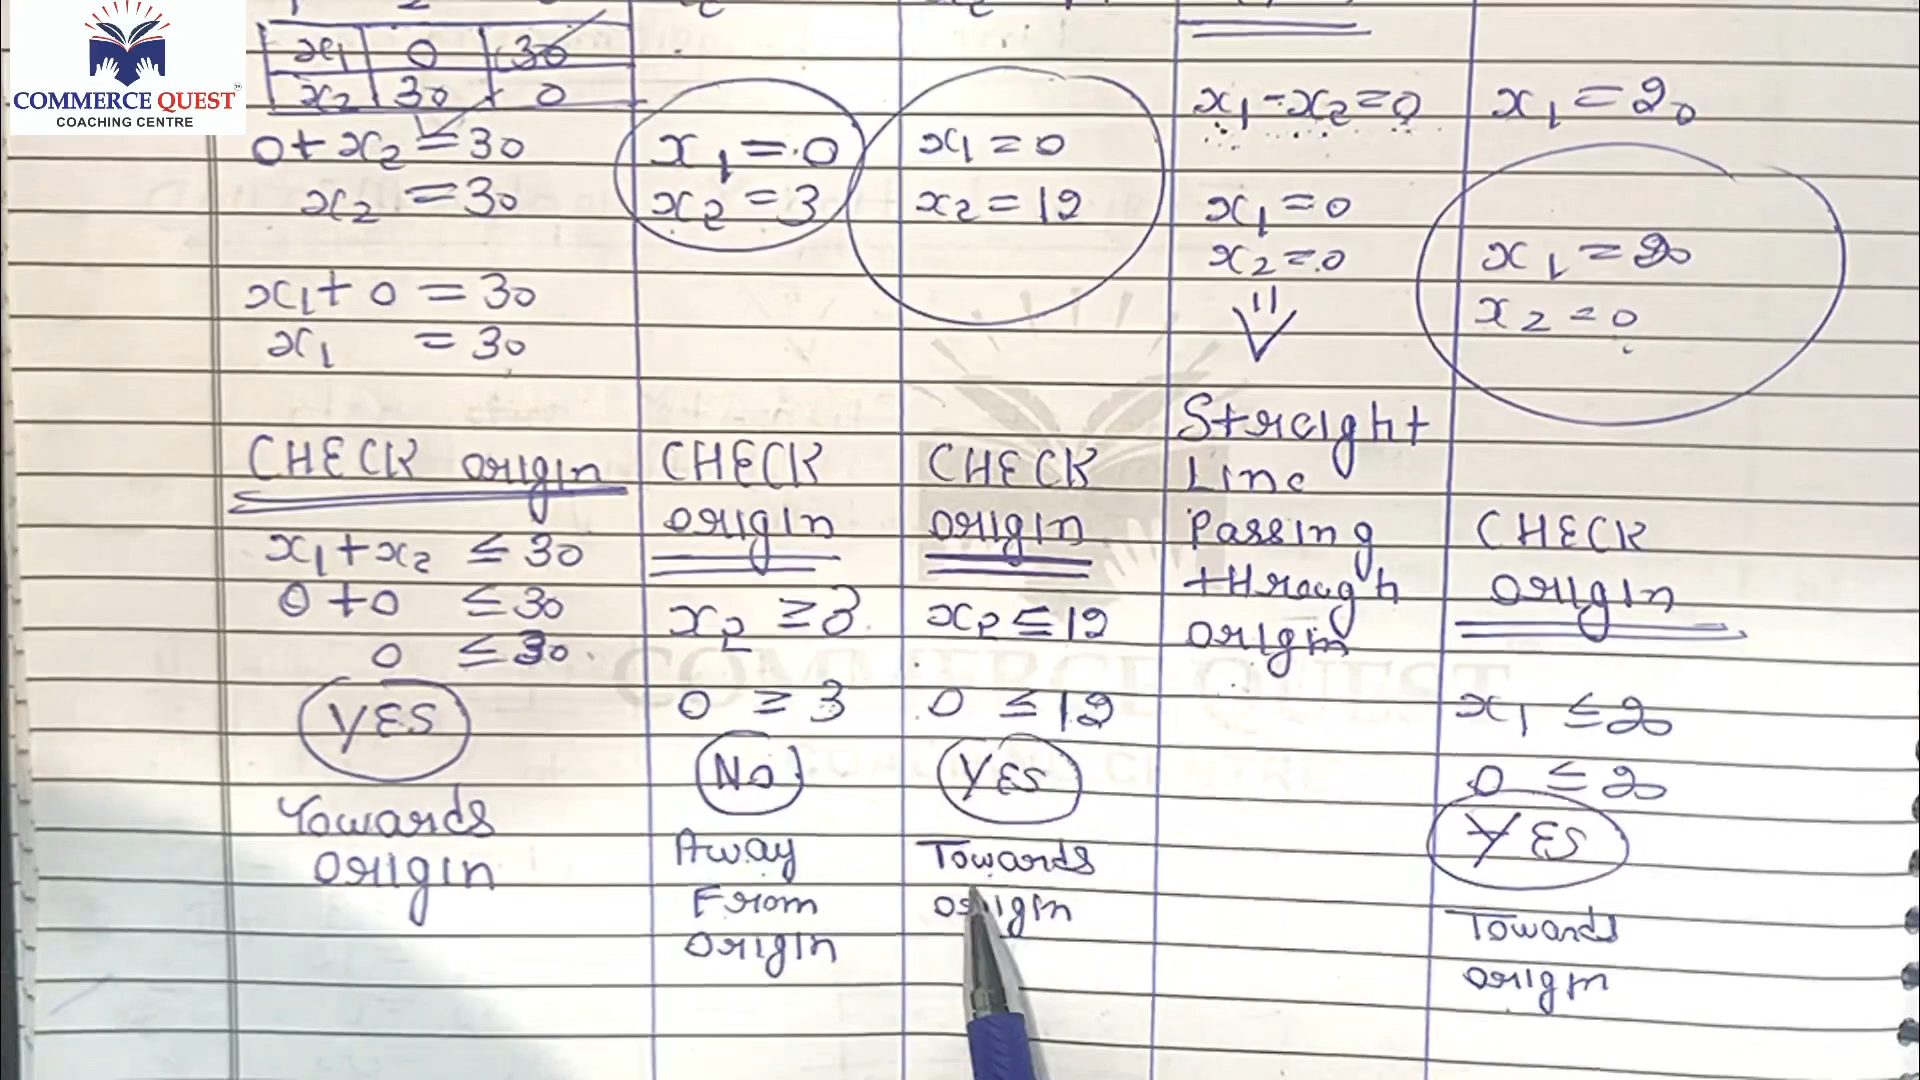 COMMERCE QUEST
COACHING CENTRE
x1 | 0 | 30
x2 | 30 | 0
0 + x2 = 30
x2 = 30
x1 + 0 = 30
x1 = 30
CHECK origin
x1 + x2 ≤ 30
0 + 0 ≤ 30
0 ≤ 30
YES
Towards
origin
x1 = 0
x2 = 3
CHECK
origin
x2 ≥ 3
0 ≥ 3
No
Away
From
origin
x1 = 0
x2 = 12
CHECK
origin
x2 ≤ 12
0 ≤ 12
YES
Towards
origin
x1 - x2 = 0
x1 = 0
x2 = 0
Straight
Line
Passing
through
origin
x1 = 20
x1 = 20
x2 = 0
CHECK
origin
x1 ≤ 20
0 ≤ 20
YES
Towards
origin
COMMERCE QUEST